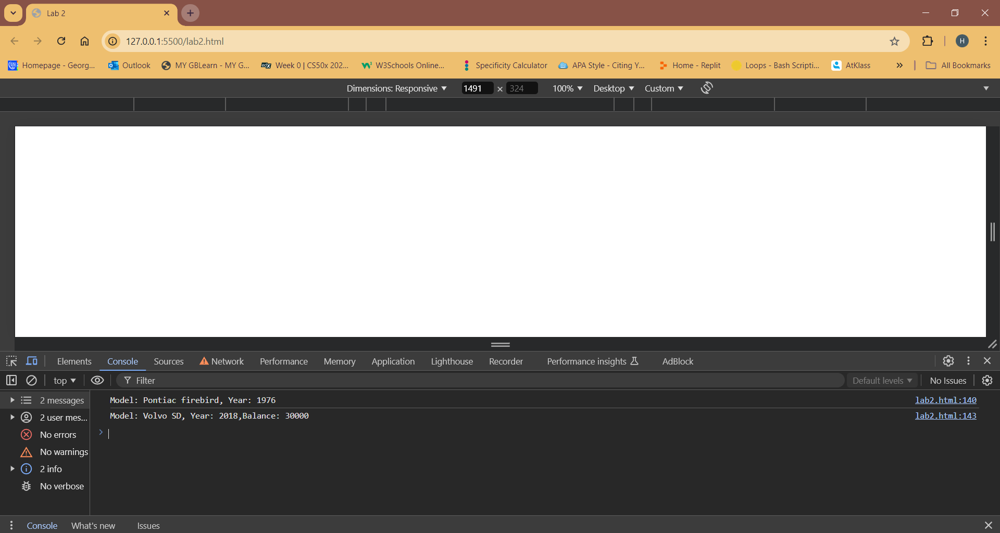 Lab 2
127.0.0.1:5500/lab2.html
H
Homepage - Georg... Outlook MY GBLearn - MY G... edX Week 0 | CS50x 202... W3Schools Online... Specificity Calculator APA Style - Citing Y... Home - Replit Loops - Bash Scripti... AtKlass » All Bookmarks
Dimensions: Responsive 1491 × 324 100% Desktop Custom
Elements Console Sources Network Performance Memory Application Lighthouse Recorder Performance insights AdBlock
top Filter Default levels No Issues
2 messages
2 user mes...
No errors
No warnings
2 info
No verbose
Model: Pontiac firebird, Year: 1976 lab2.html:140
Model: Volvo SD, Year: 2018,Balance: 30000 lab2.html:143
Console What's new Issues